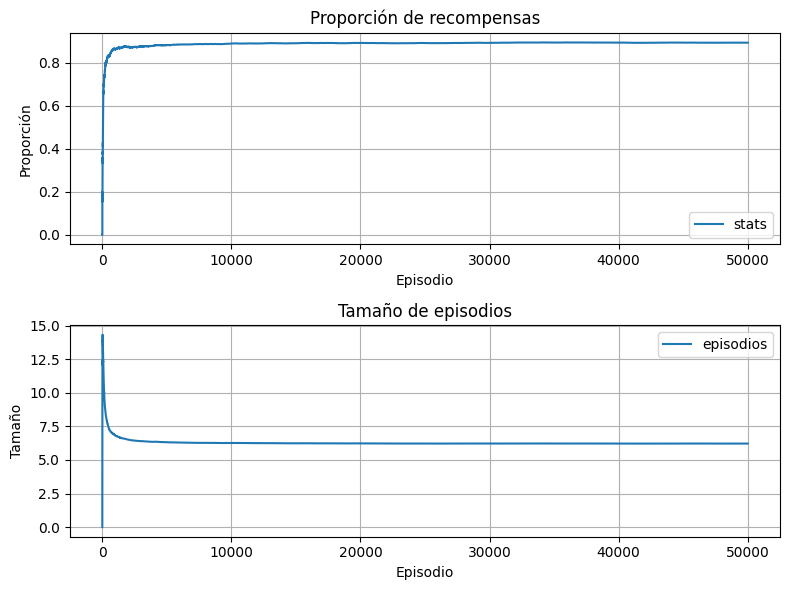 Proporción de recompensas
Proporción
0.8
0.6
0.4
0.2
0.0
stats
0 10000 20000 30000 40000 50000
Episodio
Tamaño de episodios
Tamaño
15.0
12.5
10.0
7.5
5.0
2.5
0.0
episodios
0 10000 20000 30000 40000 50000
Episodio